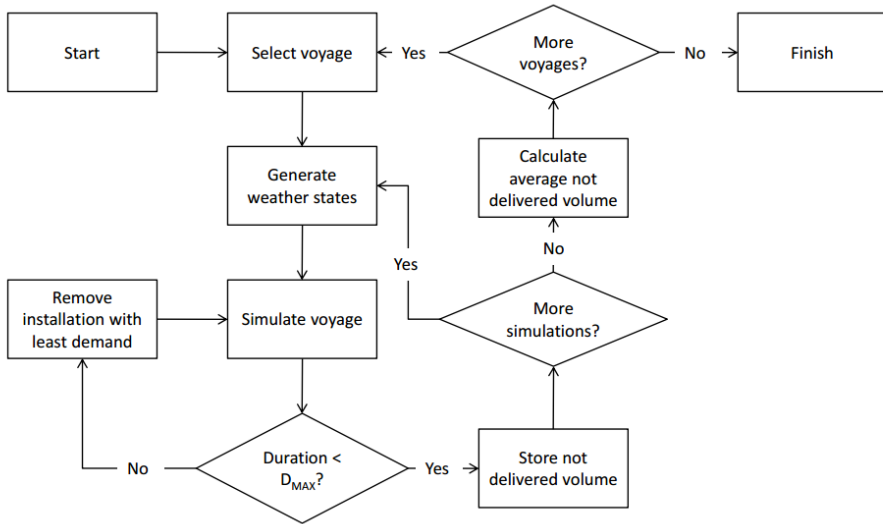 Start
Select voyage
Yes
More
voyages?
No
Finish
Generate
weather states
Calculate
average not
delivered volume
No
Yes
Remove
installation with
least demand
Simulate voyage
More
simulations?
No
Duration <
D_MAX?
Yes
Store not
delivered volume